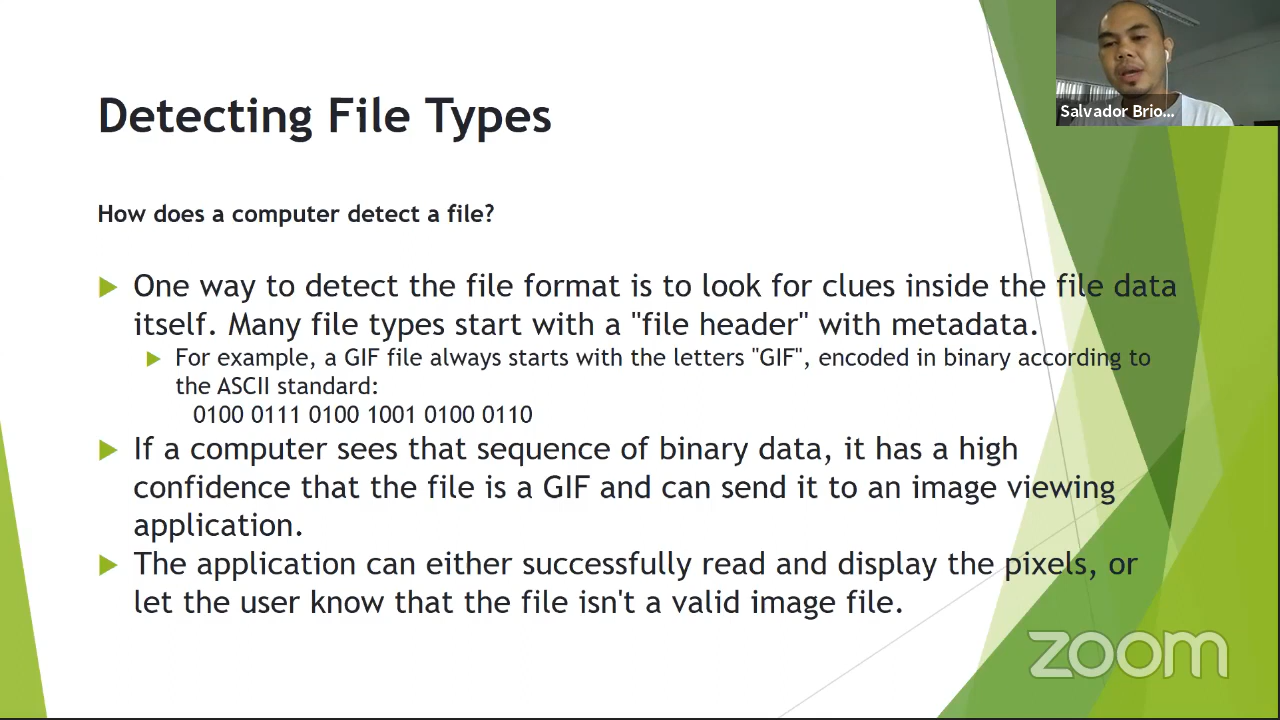 Detecting File Types
Salvador Brio...
How does a computer detect a file?
One way to detect the file format is to look for clues inside the file data
itself. Many file types start with a "file header" with metadata.
For example, a GIF file always starts with the letters "GIF", encoded in binary according to
the ASCII standard:
0100 0111 0100 1001 0100 0110
If a computer sees that sequence of binary data, it has a high
confidence that the file is a GIF and can send it to an image viewing
application.
The application can either successfully read and display the pixels, or
let the user know that the file isn't a valid image file.
zoom